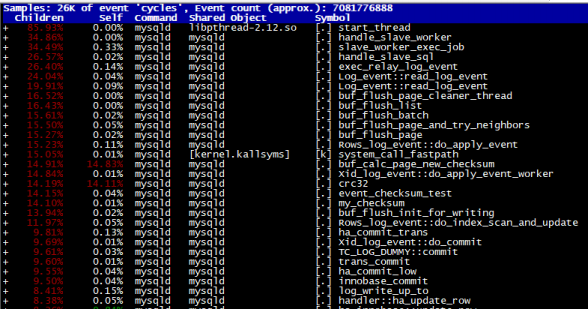 Samples: 26K of event 'cycles', Event count (approx.): 7081776888
Children Self Command Shared Object Symbol
+ 85.93% 0.00% mysqld libpthread-2.12.so [.] start_thread
+ 34.86% 0.00% mysqld mysqld [.] handle_slave_worker
+ 34.49% 0.33% mysqld mysqld [.] slave_worker_exec_job
+ 26.57% 0.02% mysqld mysqld [.] handle_slave_sql
+ 26.40% 0.14% mysqld mysqld [.] exec_relay_log_event
+ 24.04% 0.04% mysqld mysqld [.] Log_event::read_log_event
+ 19.91% 0.09% mysqld mysqld [.] Log_event::read_log_event
+ 16.52% 0.00% mysqld mysqld [.] buf_flush_page_cleaner_thread
+ 16.43% 0.00% mysqld mysqld [.] buf_flush_list
+ 15.61% 0.02% mysqld mysqld [.] buf_flush_batch
+ 15.50% 0.05% mysqld mysqld [.] buf_flush_page_and_try_neighbors
+ 15.27% 0.02% mysqld mysqld [.] buf_flush_page
+ 15.23% 0.11% mysqld mysqld [.] Rows_log_event::do_apply_event
+ 15.05% 0.01% mysqld [kernel.kallsyms] [k] system_call_fastpath
+ 14.91% 14.83% mysqld mysqld [.] buf_calc_page_new_checksum
+ 14.84% 0.01% mysqld mysqld [.] Xid_log_event::do_apply_event_worker
+ 14.19% 14.11% mysqld mysqld [.] crc32
+ 14.15% 0.04% mysqld mysqld [.] event_checksum_test
+ 14.10% 0.01% mysqld mysqld [.] my_checksum
+ 13.94% 0.02% mysqld mysqld [.] buf_flush_init_for_writing
+ 11.97% 0.05% mysqld mysqld [.] Rows_log_event::do_index_scan_and_update
+ 9.81% 0.13% mysqld mysqld [.] ha_commit_trans
+ 9.69% 0.01% mysqld mysqld [.] Xid_log_event::do_commit
+ 9.61% 0.03% mysqld mysqld [.] TC_LOG_DUMMY::commit
+ 9.60% 0.01% mysqld mysqld [.] trans_commit
+ 9.55% 0.04% mysqld mysqld [.] ha_commit_low
+ 9.50% 0.04% mysqld mysqld [.] innobase_commit
+ 8.41% 0.15% mysqld mysqld [.] log_write_up_to
+ 8.38% 0.05% mysqld mysqld [.] handler::ha_update_row